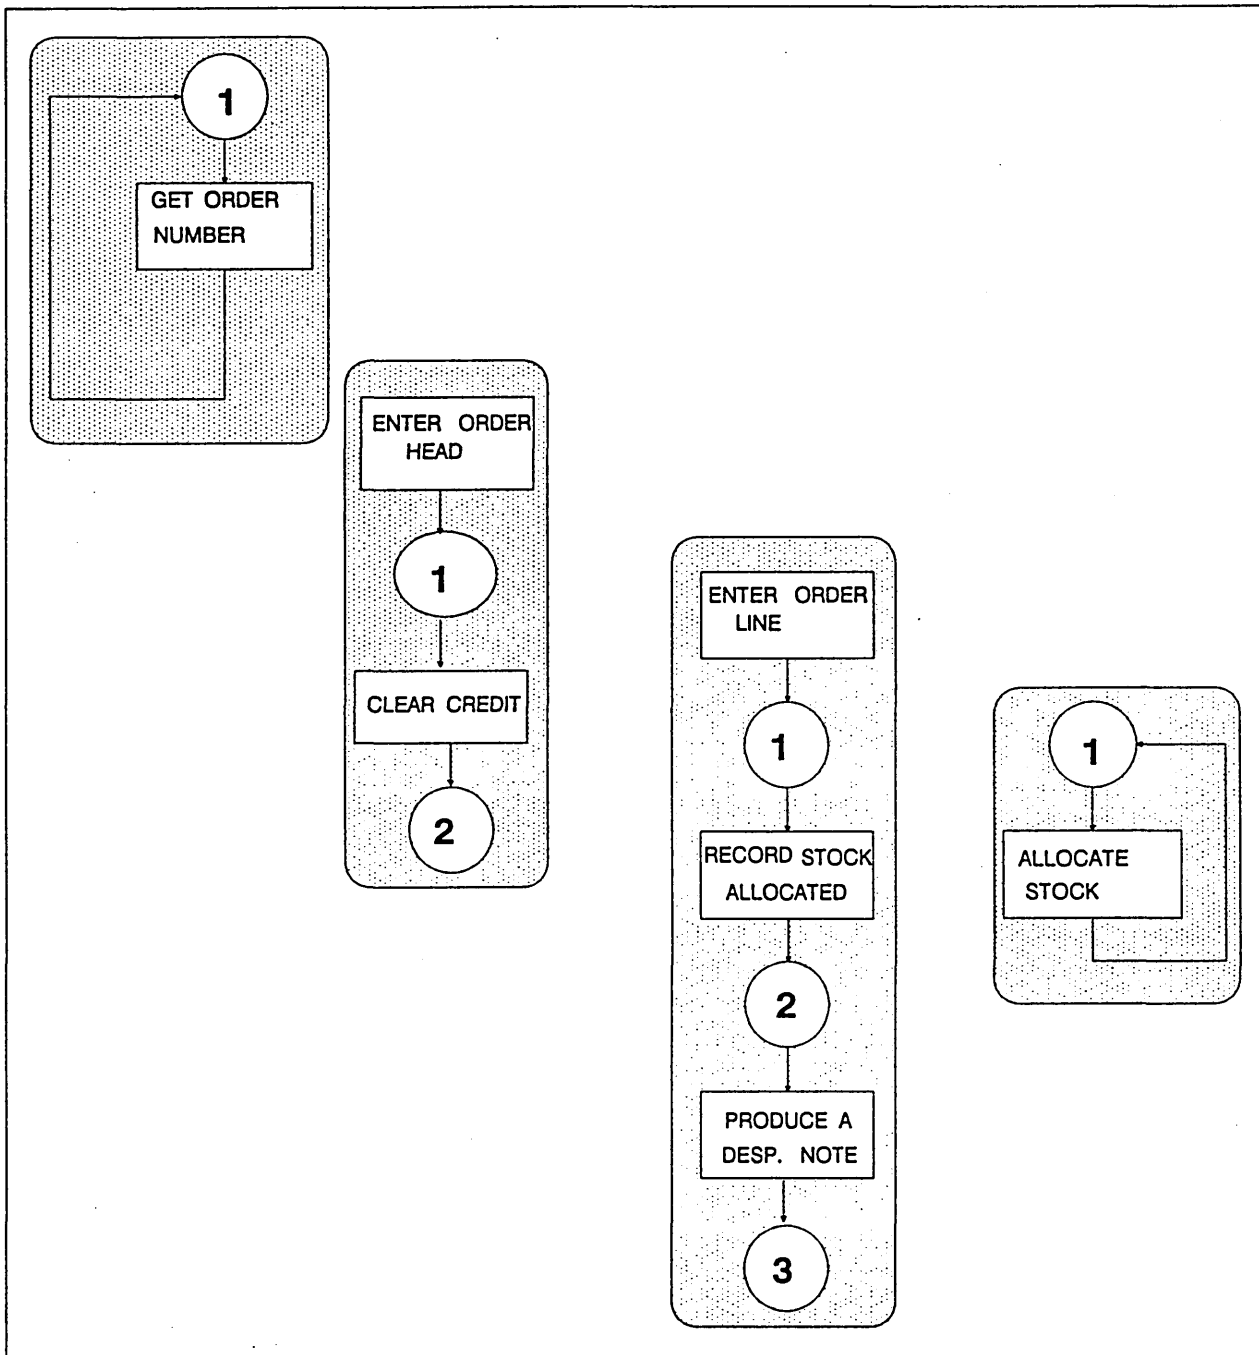 1
GET ORDER
NUMBER
ENTER ORDER
HEAD
1
CLEAR CREDIT
2
ENTER ORDER
LINE
1
RECORD STOCK
ALLOCATED
2
PRODUCE A
DESP. NOTE
3
1
ALLOCATE
STOCK